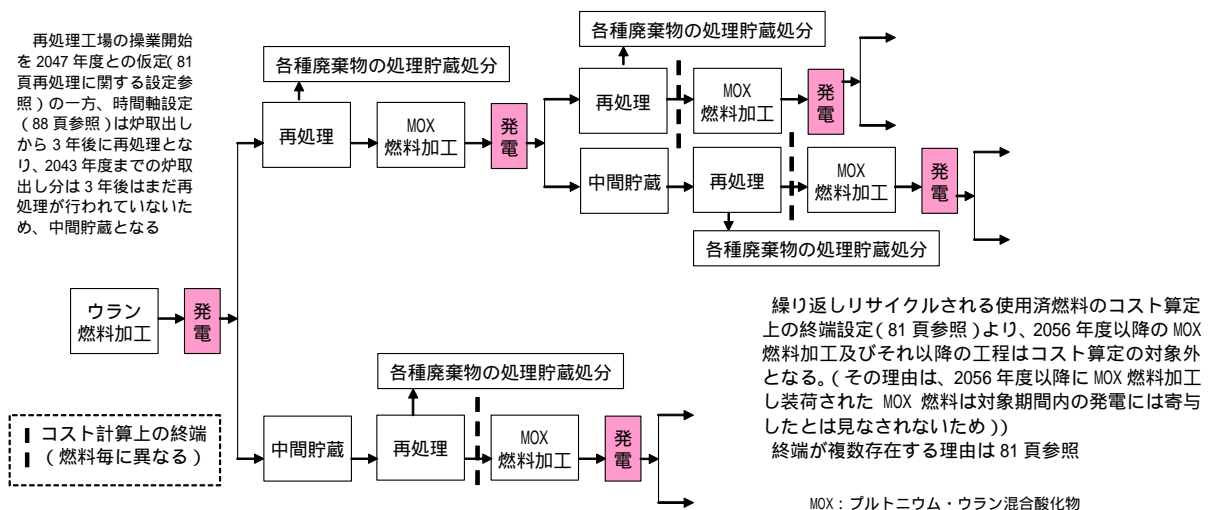 再処理工場の操業開始
を 2047 年度との仮定(81
頁再処理に関する設定参
照)の一方、時間軸設定
(88 頁参照)は炉取出し
から 3 年後に再処理とな
り、2043 年度までの炉取
出し分は 3 年後はまだ再
処理が行われていないた
め、中間貯蔵となる
各種廃棄物の処理貯蔵処分
再処理
MOX
燃料加工
発
電
各種廃棄物の処理貯蔵処分
再処理
MOX
燃料加工
発
電
中間貯蔵
再処理
MOX
燃料加工
発
電
各種廃棄物の処理貯蔵処分
ウラン
燃料加工
発
電
各種廃棄物の処理貯蔵処分
中間貯蔵
再処理
MOX
燃料加工
発
電
コスト計算上の終端
(燃料毎に異なる)
繰り返しリサイクルされる使用済燃料のコスト算定
上の終端設定(81 頁参照)より、2056 年度以降の MOX
燃料加工及びそれ以降の工程はコスト算定の対象外
となる。(その理由は、2056 年度以降に MOX 燃料加工
し装荷された MOX 燃料は対象期間内の発電には寄与
したとは見なされないため))
終端が複数存在する理由は 81 頁参照
MOX:プルトニウム・ウラン混合酸化物